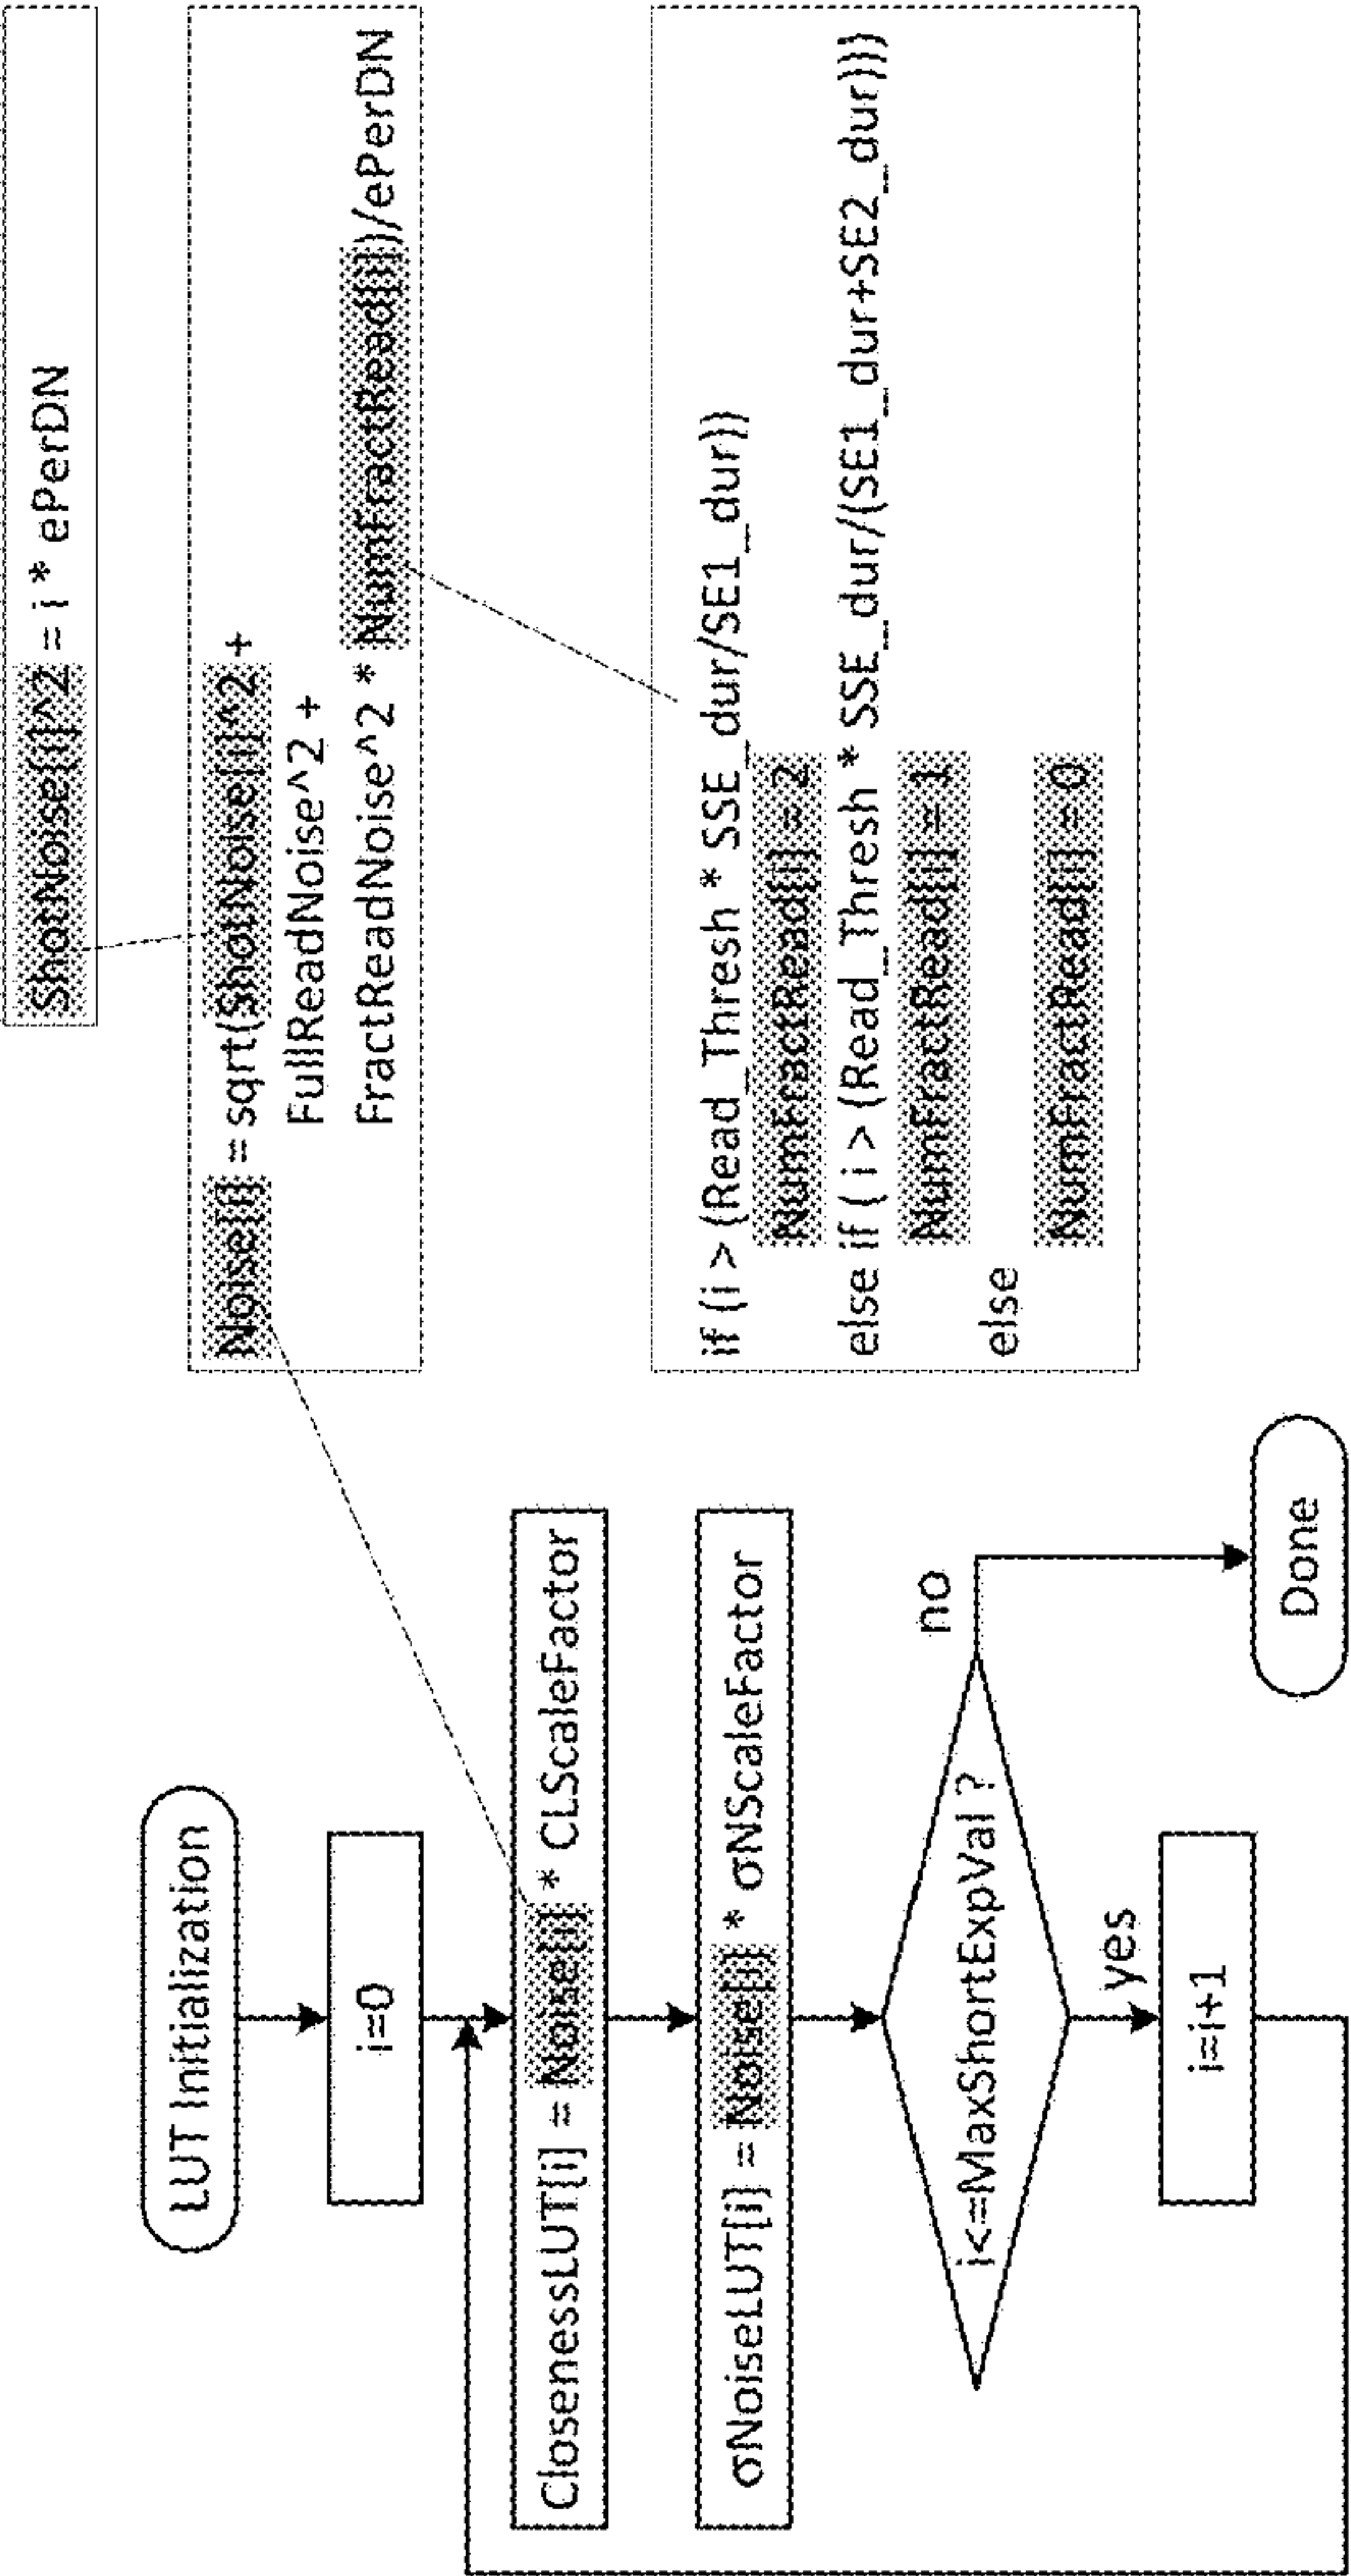 LUT Initialization
i=0
ClosenessLUT[i] = Noise[i] * CLScaleFactor
σNoiseLUT[i] = Noise[i] * σNScaleFactor
i<=MaxShortExpVal ?
no
yes
i=i+1
Done
ShotNoise[i]^2 = i * ePerDN
Noise[i] = sqrt(ShotNoise[i]^2 +
FullReadNoise^2 +
FractReadNoise^2 * NumFractRead[i])/ePerDN
if (i > (Read_Thresh * SSE_dur/SE1_dur))
NumFractRead[i] = 2
else if ( i > (Read_Thresh * SSE_dur/(SE1_dur+SE2_dur)))
NumFractRead[i] = 1
else
NumFractRead[i] = 0